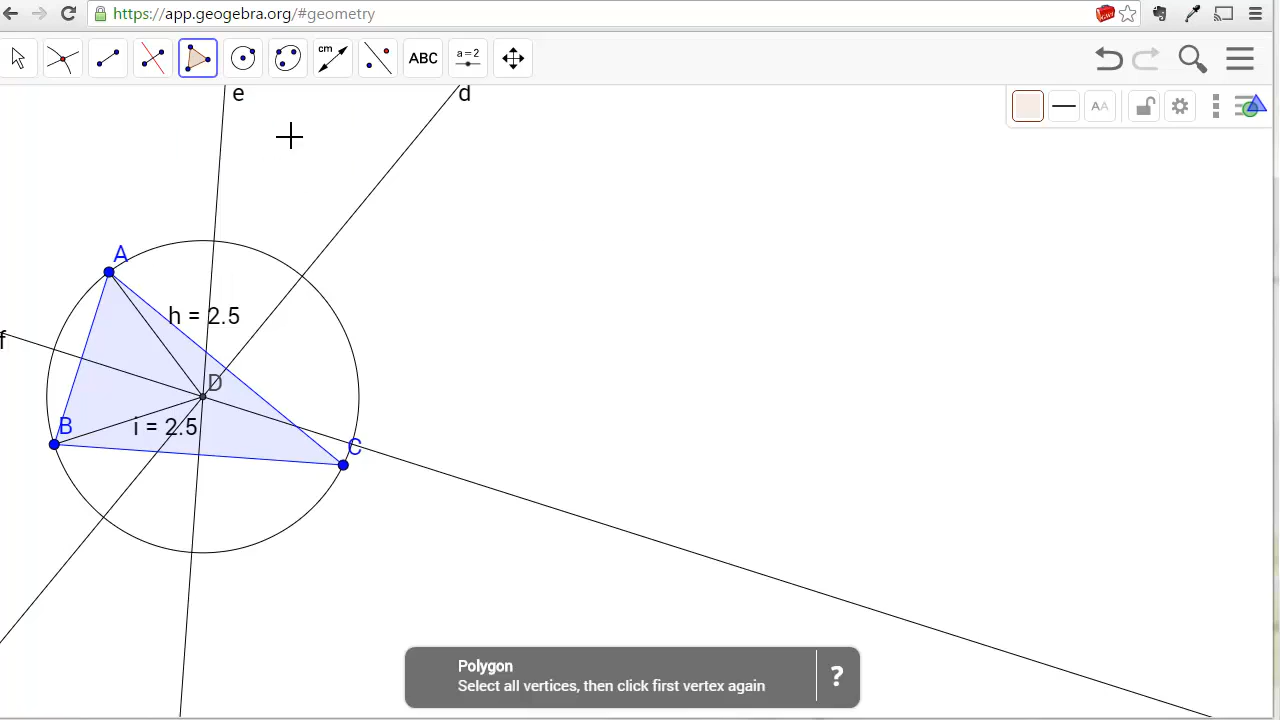 https://app.geogebra.org/#geometry
cm
ABC
a=2
AA
e
d
A
h = 2.5
f
D
B
i = 2.5
C
Polygon
Select all vertices, then click first vertex again
?